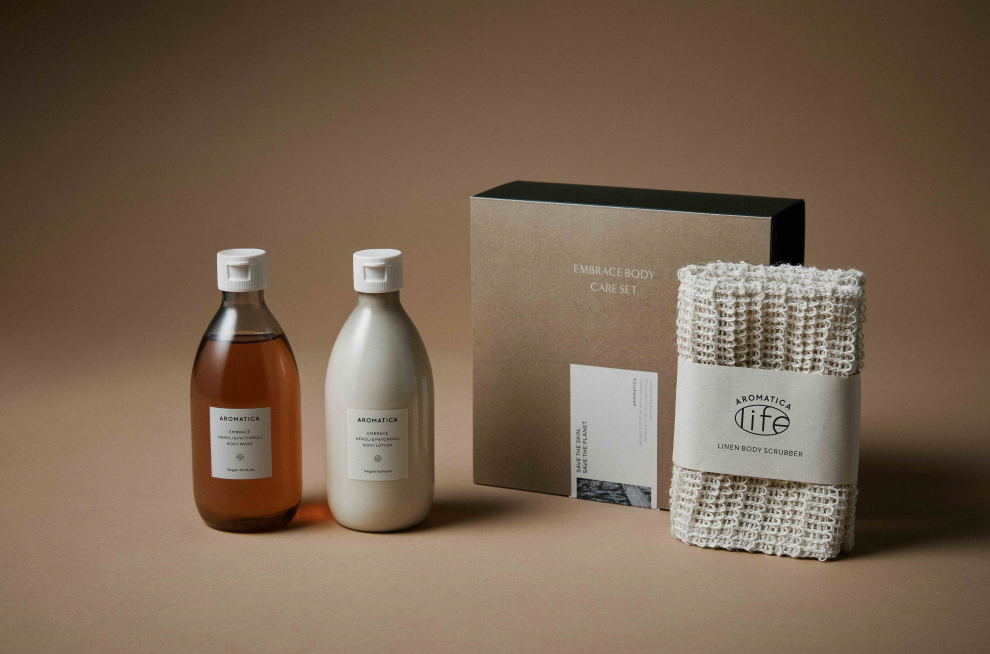 AROMATICA
EMBRACE
NEROLI & PATCHOULI
BODY WASH
Vegan formula
AROMATICA
EMBRACE
NEROLI & PATCHOULI
BODY LOTION
Vegan formula
EMBRACE BODY
CARE SET
SAVE THE SKIN,
SAVE THE PLANET.
AROMATICA
AROMATICA
life
LINEN BODY SCRUBBER